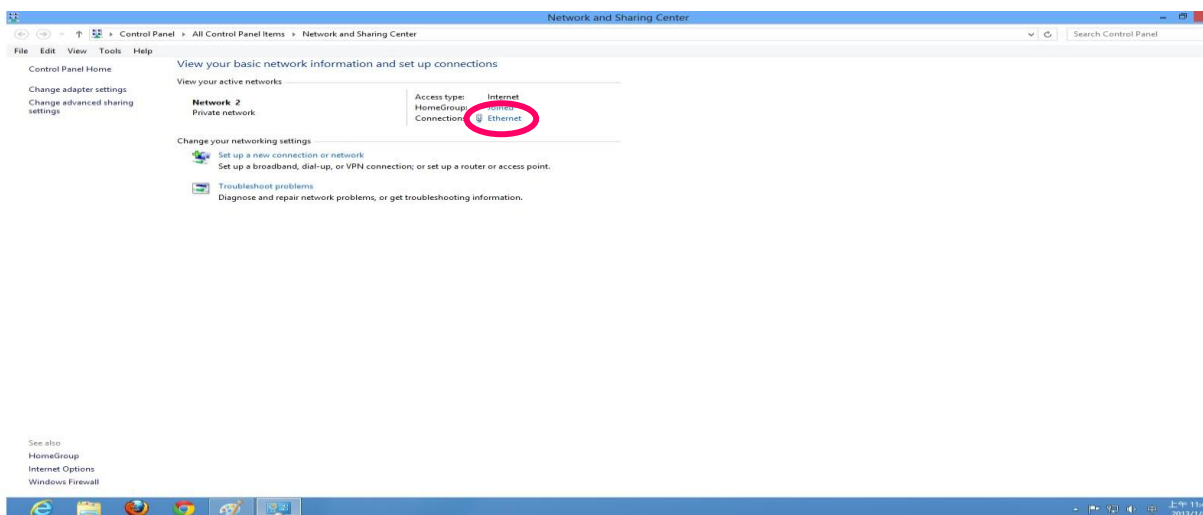 Network and Sharing Center
Control Panel ▸ All Control Panel Items ▸ Network and Sharing Center
Search Control Panel
File Edit View Tools Help
Control Panel Home
Change adapter settings
Change advanced sharing
settings
View your basic network information and set up connections
View your active networks
Network 2
Private network
Access type: Internet
HomeGroup: Joined
Connections: Ethernet
Change your networking settings
Set up a new connection or network
Set up a broadband, dial-up, or VPN connection; or set up a router or access point.
Troubleshoot problems
Diagnose and repair network problems, or get troubleshooting information.
See also
HomeGroup
Internet Options
Windows Firewall
中
上午